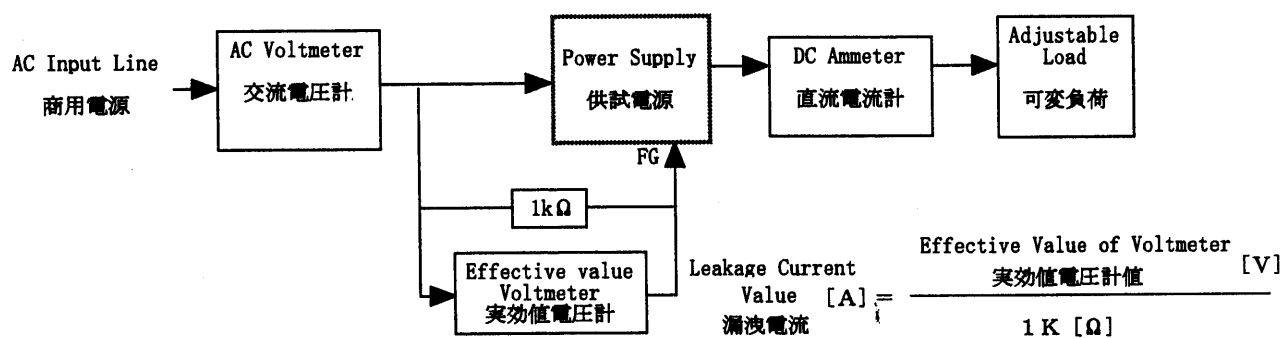 AC Input Line
商用電源
AC Voltmeter
交流電圧計
Power Supply
供試電源
DC Ammeter
直流電流計
Adjustable
Load
可変負荷
FG
1kΩ
Effective value
Voltmeter
実効値電圧計
Leakage Current
Value [A] =
漏洩電流
Effective Value of Voltmeter
実効値電圧計値 [V]
1 K [Ω]